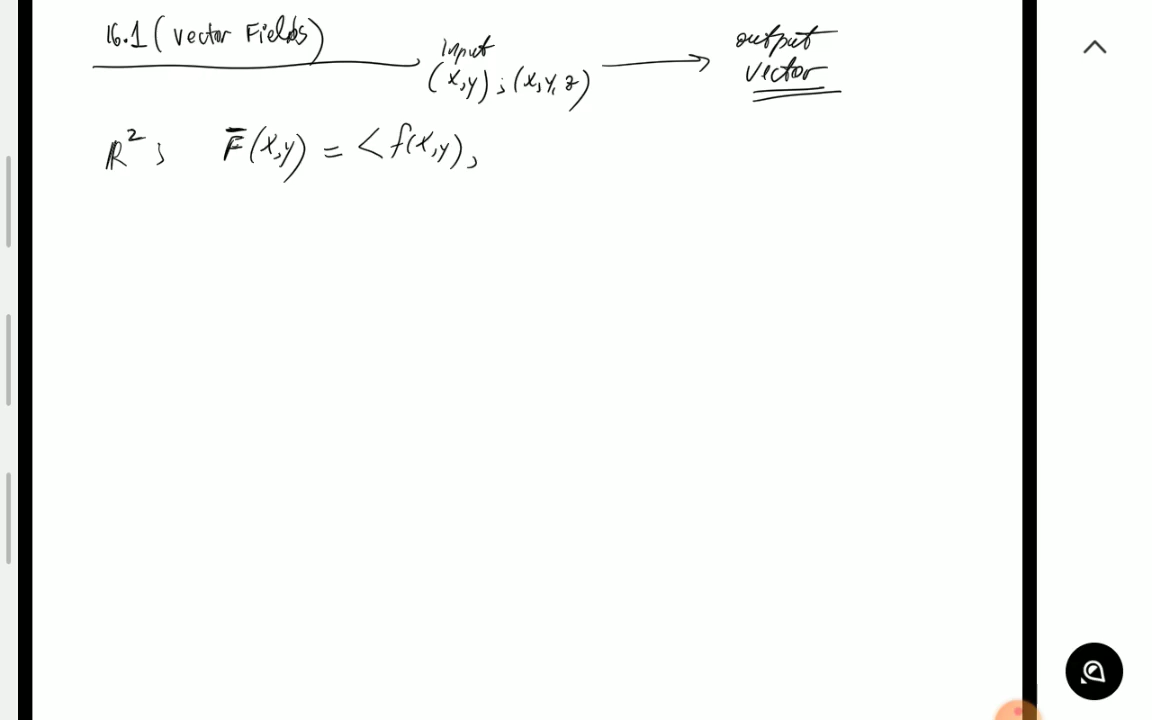 16.1 (Vector Fields)
input
(x,y) ; (x,y,z) ⟶
output
vector
R² ; F̄(x,y) = <f(x,y),